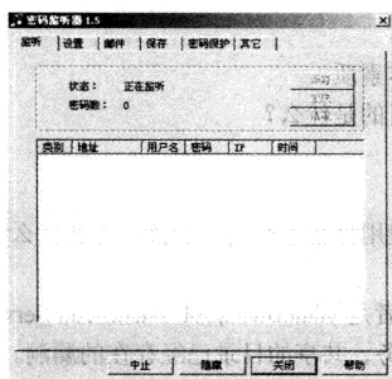 密码监听器 1.5
监听 设置 邮件 保存 密码保护 其它
状态： 正在监听
密码数： 0
类别 地址 用户名 密码 IP 时间
中止 隐藏 关闭 帮助